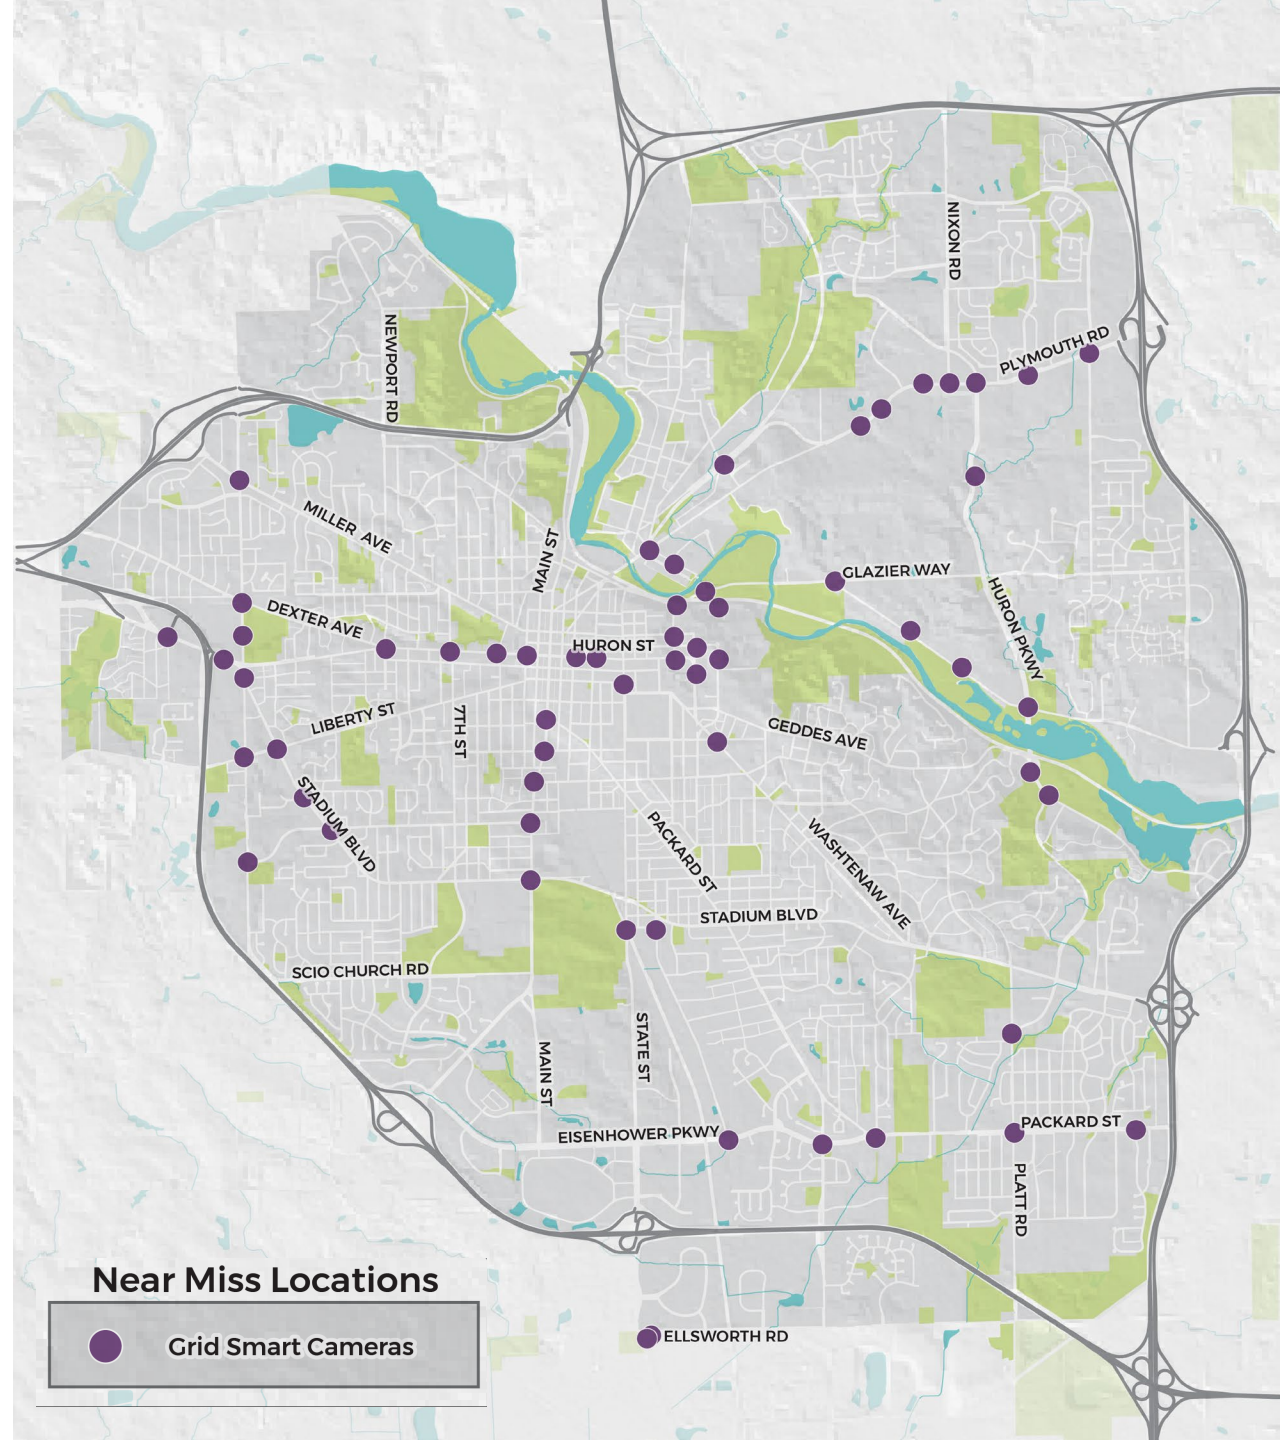 NIXON RD
PLYMOUTH RD
NEWPORT RD
MILLER AVE
MAIN ST
GLAZIER WAY
HURON PKWY
DEXTER AVE
HURON ST
LIBERTY ST
7TH ST
GEDDES AVE
STADIUM BLVD
PACKARD ST
WASHTENAW AVE
STADIUM BLVD
SCIO CHURCH RD
STATE ST
MAIN ST
EISENHOWER PKWY
PACKARD ST
PLATT RD
ELLSWORTH RD
Near Miss Locations
Grid Smart Cameras